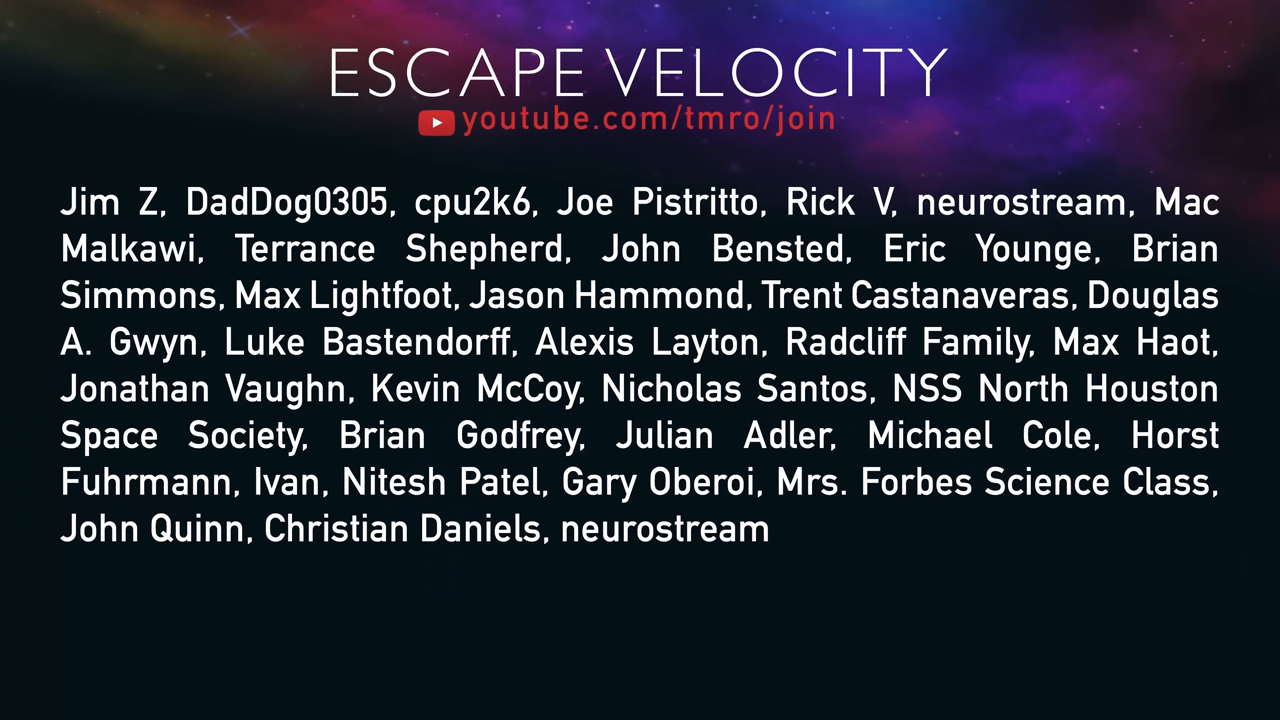 ESCAPE VELOCITY
youtube.com/tmro/join
Jim Z, DadDog0305, cpu2k6, Joe Pistritto, Rick V, neurostream, Mac
Malkawi, Terrance Shepherd, John Bensted, Eric Younge, Brian
Simmons, Max Lightfoot, Jason Hammond, Trent Castanaveras, Douglas
A. Gwyn, Luke Bastendorff, Alexis Layton, Radcliff Family, Max Haot,
Jonathan Vaughn, Kevin McCoy, Nicholas Santos, NSS North Houston
Space Society, Brian Godfrey, Julian Adler, Michael Cole, Horst
Fuhrmann, Ivan, Nitesh Patel, Gary Oberoi, Mrs. Forbes Science Class,
John Quinn, Christian Daniels, neurostream